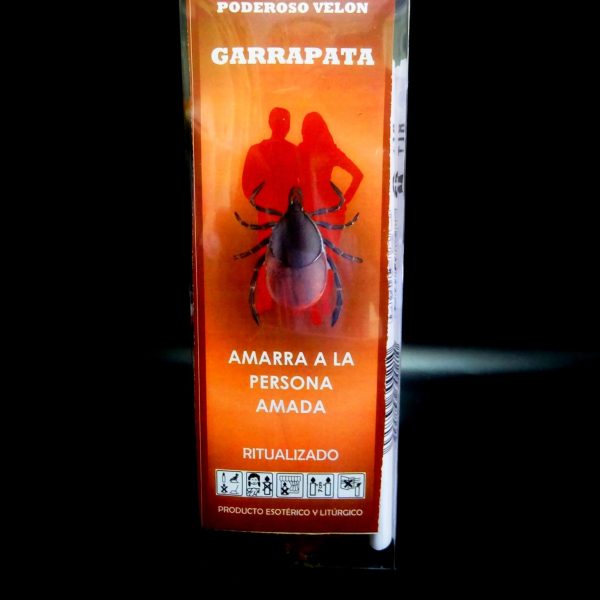 PODEROSO VELON
GARRAPATA
AMARRA A LA
PERSONA
AMADA
RITUALIZADO
PRODUCTO ESOTÉRICO Y LITÚRGICO